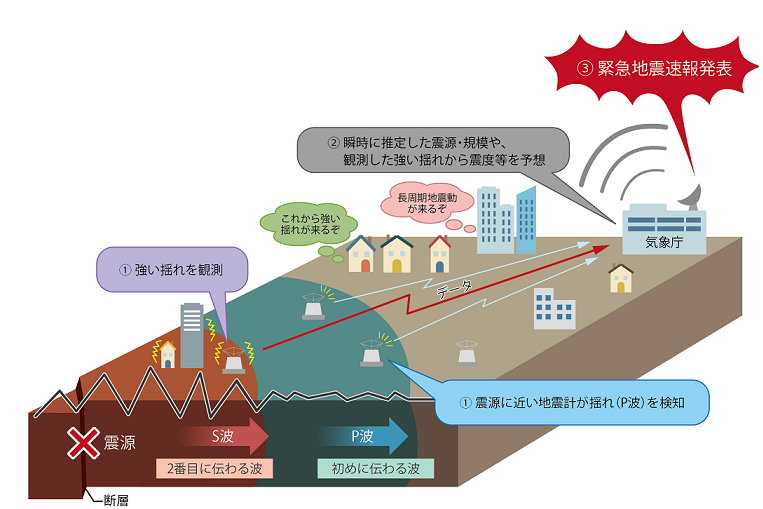 ③ 緊急地震速報発表
② 瞬時に推定した震源・規模や、
観測した強い揺れから震度等を予想
長周期地震動
が来るぞ
これから強い
揺れが来るぞ
気象庁
① 強い揺れを観測
データ
① 震源に近い地震計が揺れ(P波)を検知
震源
S波
P波
2番目に伝わる波
初めに伝わる波
断層